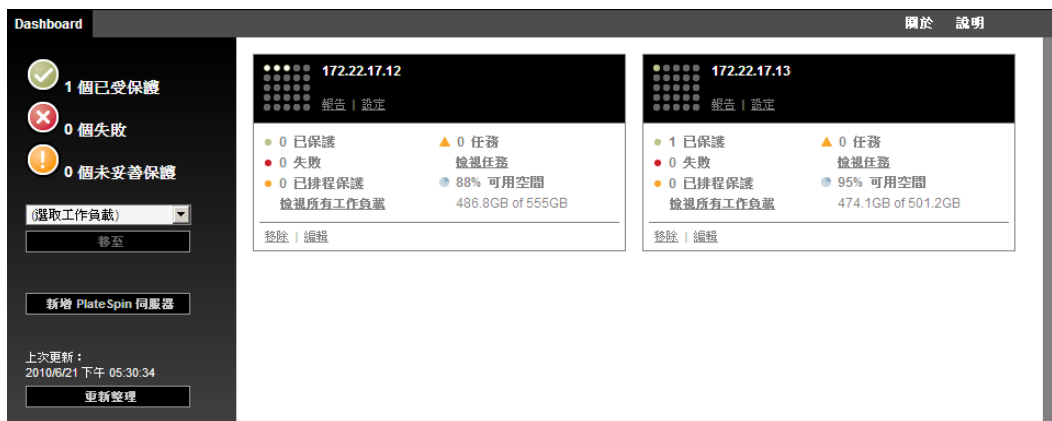 Dashboard 關於 說明
1 個已受保護
0 個失敗
0 個未妥善保護
(選取工作負載)
移至
新增 PlateSpin 伺服器
上次更新：
2010/6/21 下午 05:30:34
重新整理
172.22.17.12
報告 | 設定
0 已保護 0 任務
0 失敗 檢視任務
0 已排程保護 88% 可用空間
檢視所有工作負載 486.8GB of 555GB
移除 | 編輯
172.22.17.13
報告 | 設定
1 已保護 0 任務
0 失敗 檢視任務
0 已排程保護 95% 可用空間
檢視所有工作負載 474.1GB of 501.2GB
移除 | 編輯